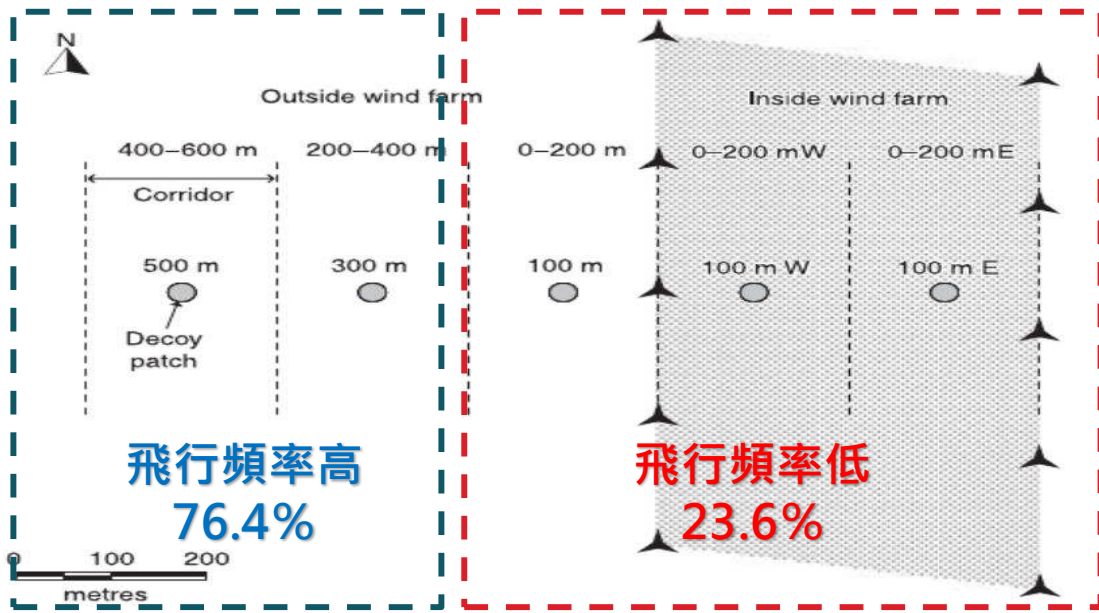 N
Outside wind farm
Inside wind farm
400–600 m
200–400 m
0–200 m
0–200 mW
0–200 mE
Corridor
500 m
300 m
100 m
100 m W
100 m E
Decoy
patch
飛行頻率高
76.4%
飛行頻率低
23.6%
0 100 200
metres